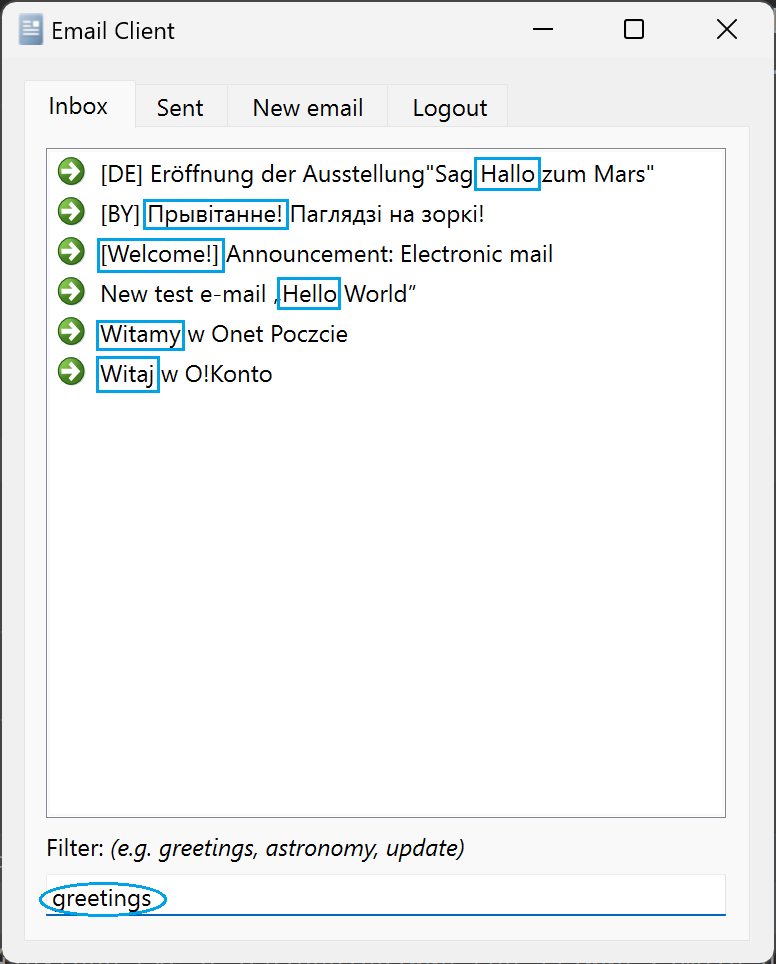 Email Client
Inbox Sent New email Logout
[DE] Eröffnung der Ausstellung"Sag Hallo zum Mars"
[BY] Прывітанне! Паглядзі на зоркі!
[Welcome!] Announcement: Electronic mail
New test e-mail „Hello World”
Witamy w Onet Poczcie
Witaj w O!Konto
Filter: (e.g. greetings, astronomy, update)
greetings